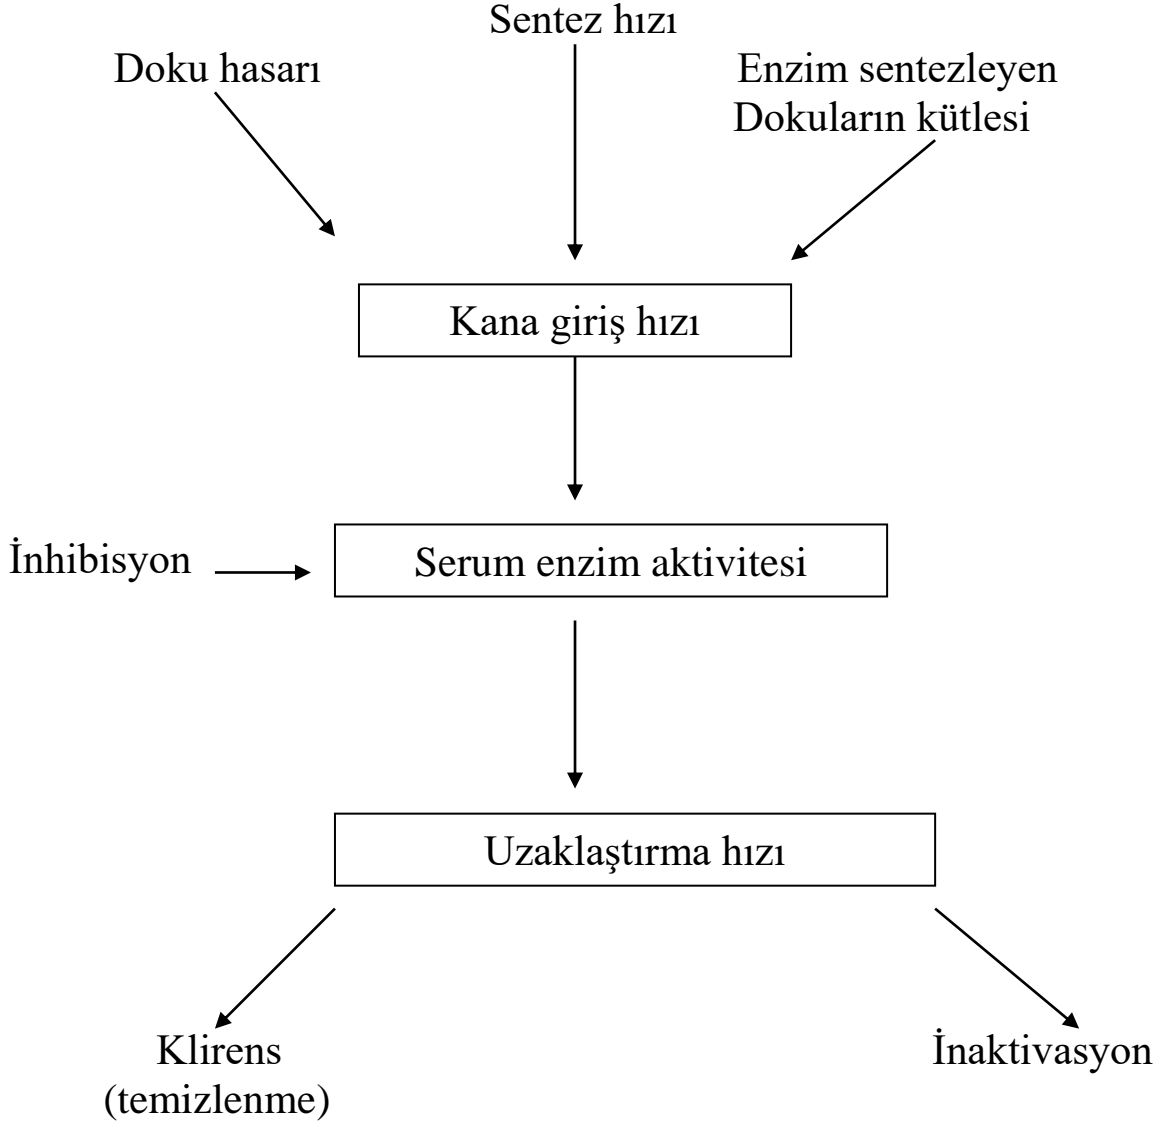 Sentez hızı
Doku hasarı
Enzim sentezleyen
Dokuların kütlesi
Kana giriş hızı
İnhibisyon
Serum enzim aktivitesi
Uzaklaştırma hızı
Klirens
(temizlenme)
İnaktivasyon